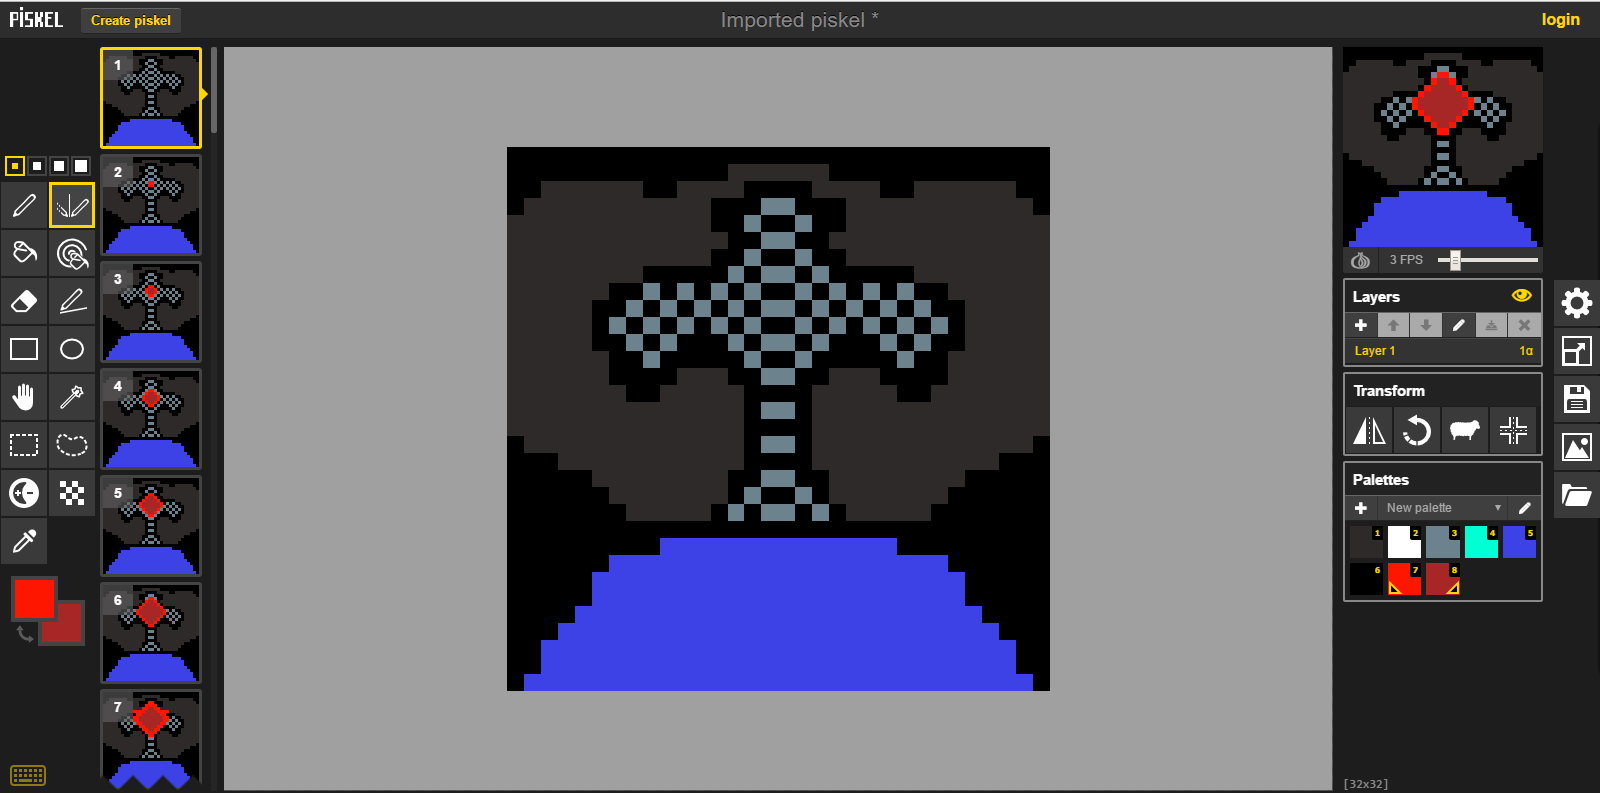 PiSKEL
Create piskel
Imported piskel *
login
1
2
3
4
5
6
7
3 FPS
Layers
Layer 1
1α
Transform
Palettes
New palette
1
2
3
4
5
6
7
8
[32x32]